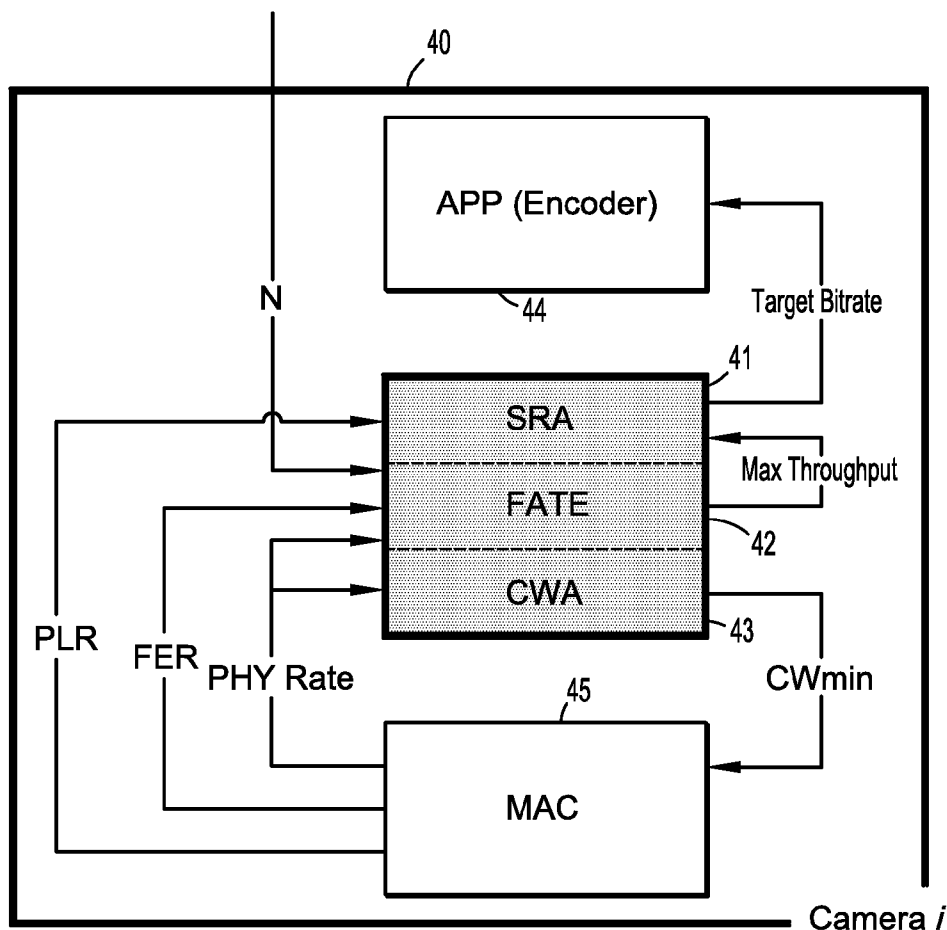 40
APP (Encoder)
44
N
Target Bitrate
41
SRA
Max Throughput
FATE
42
CWA
43
PLR
FER
PHY Rate
CWmin
45
MAC
Camera i